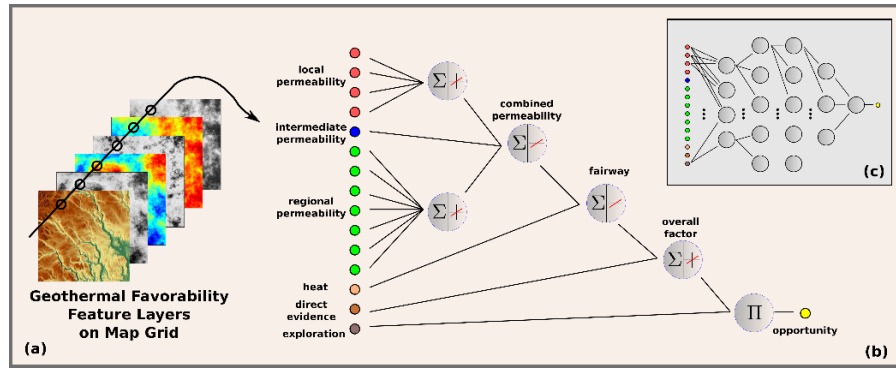 Geothermal Favorability
Feature Layers
on Map Grid
(a)
local
permeability
intermediate
permeability
regional
permeability
heat
direct
evidence
exploration
Σ
Σ
combined
permeability
Σ
fairway
Σ
overall
factor
Σ
Π
opportunity
(b)
(c)